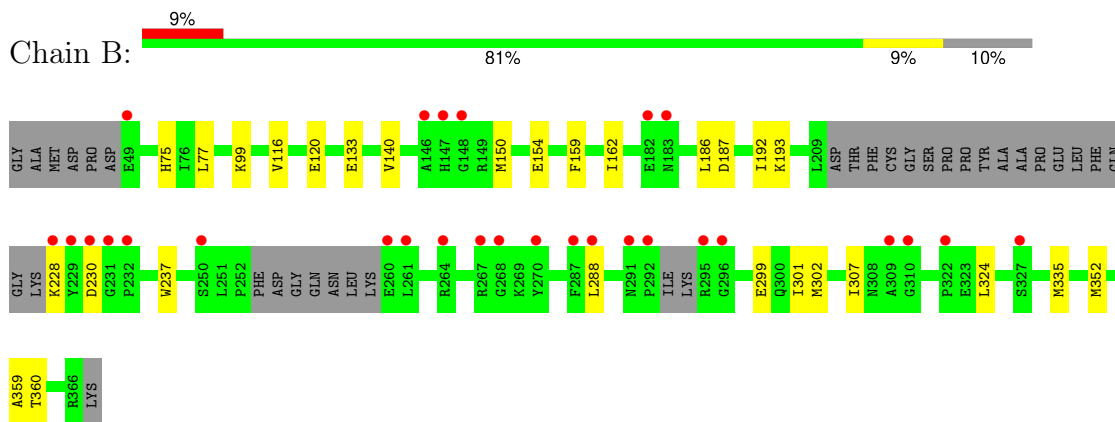 9%
Chain B:
81% 9% 10%
GLY ALA MET ASP PRO ASP E49 H75 I76 L77 K99 V116 E120 E133 V140 A146 H147 G148 R149 M150 E154 F159 I162 E182 N183 L186 D187 I192 K193 L209 ASP THR PHE CYS GLY SER PRO PRO TYR ALA ALA PRO GLU LEU PHE GLN
GLY LYS K228 Y229 D230 G231 P232 W237 S250 L251 P252 PHE ASP GLY GLN ASN LEU LYS E260 L261 R264 R267 G268 K269 Y270 F287 L288 N291 P292 ILE LYS R295 G296 E299 Q300 I301 M302 I307 N308 A309 G310 P322 E323 L324 S327 M335 M352
A359 T360 R366 LYS